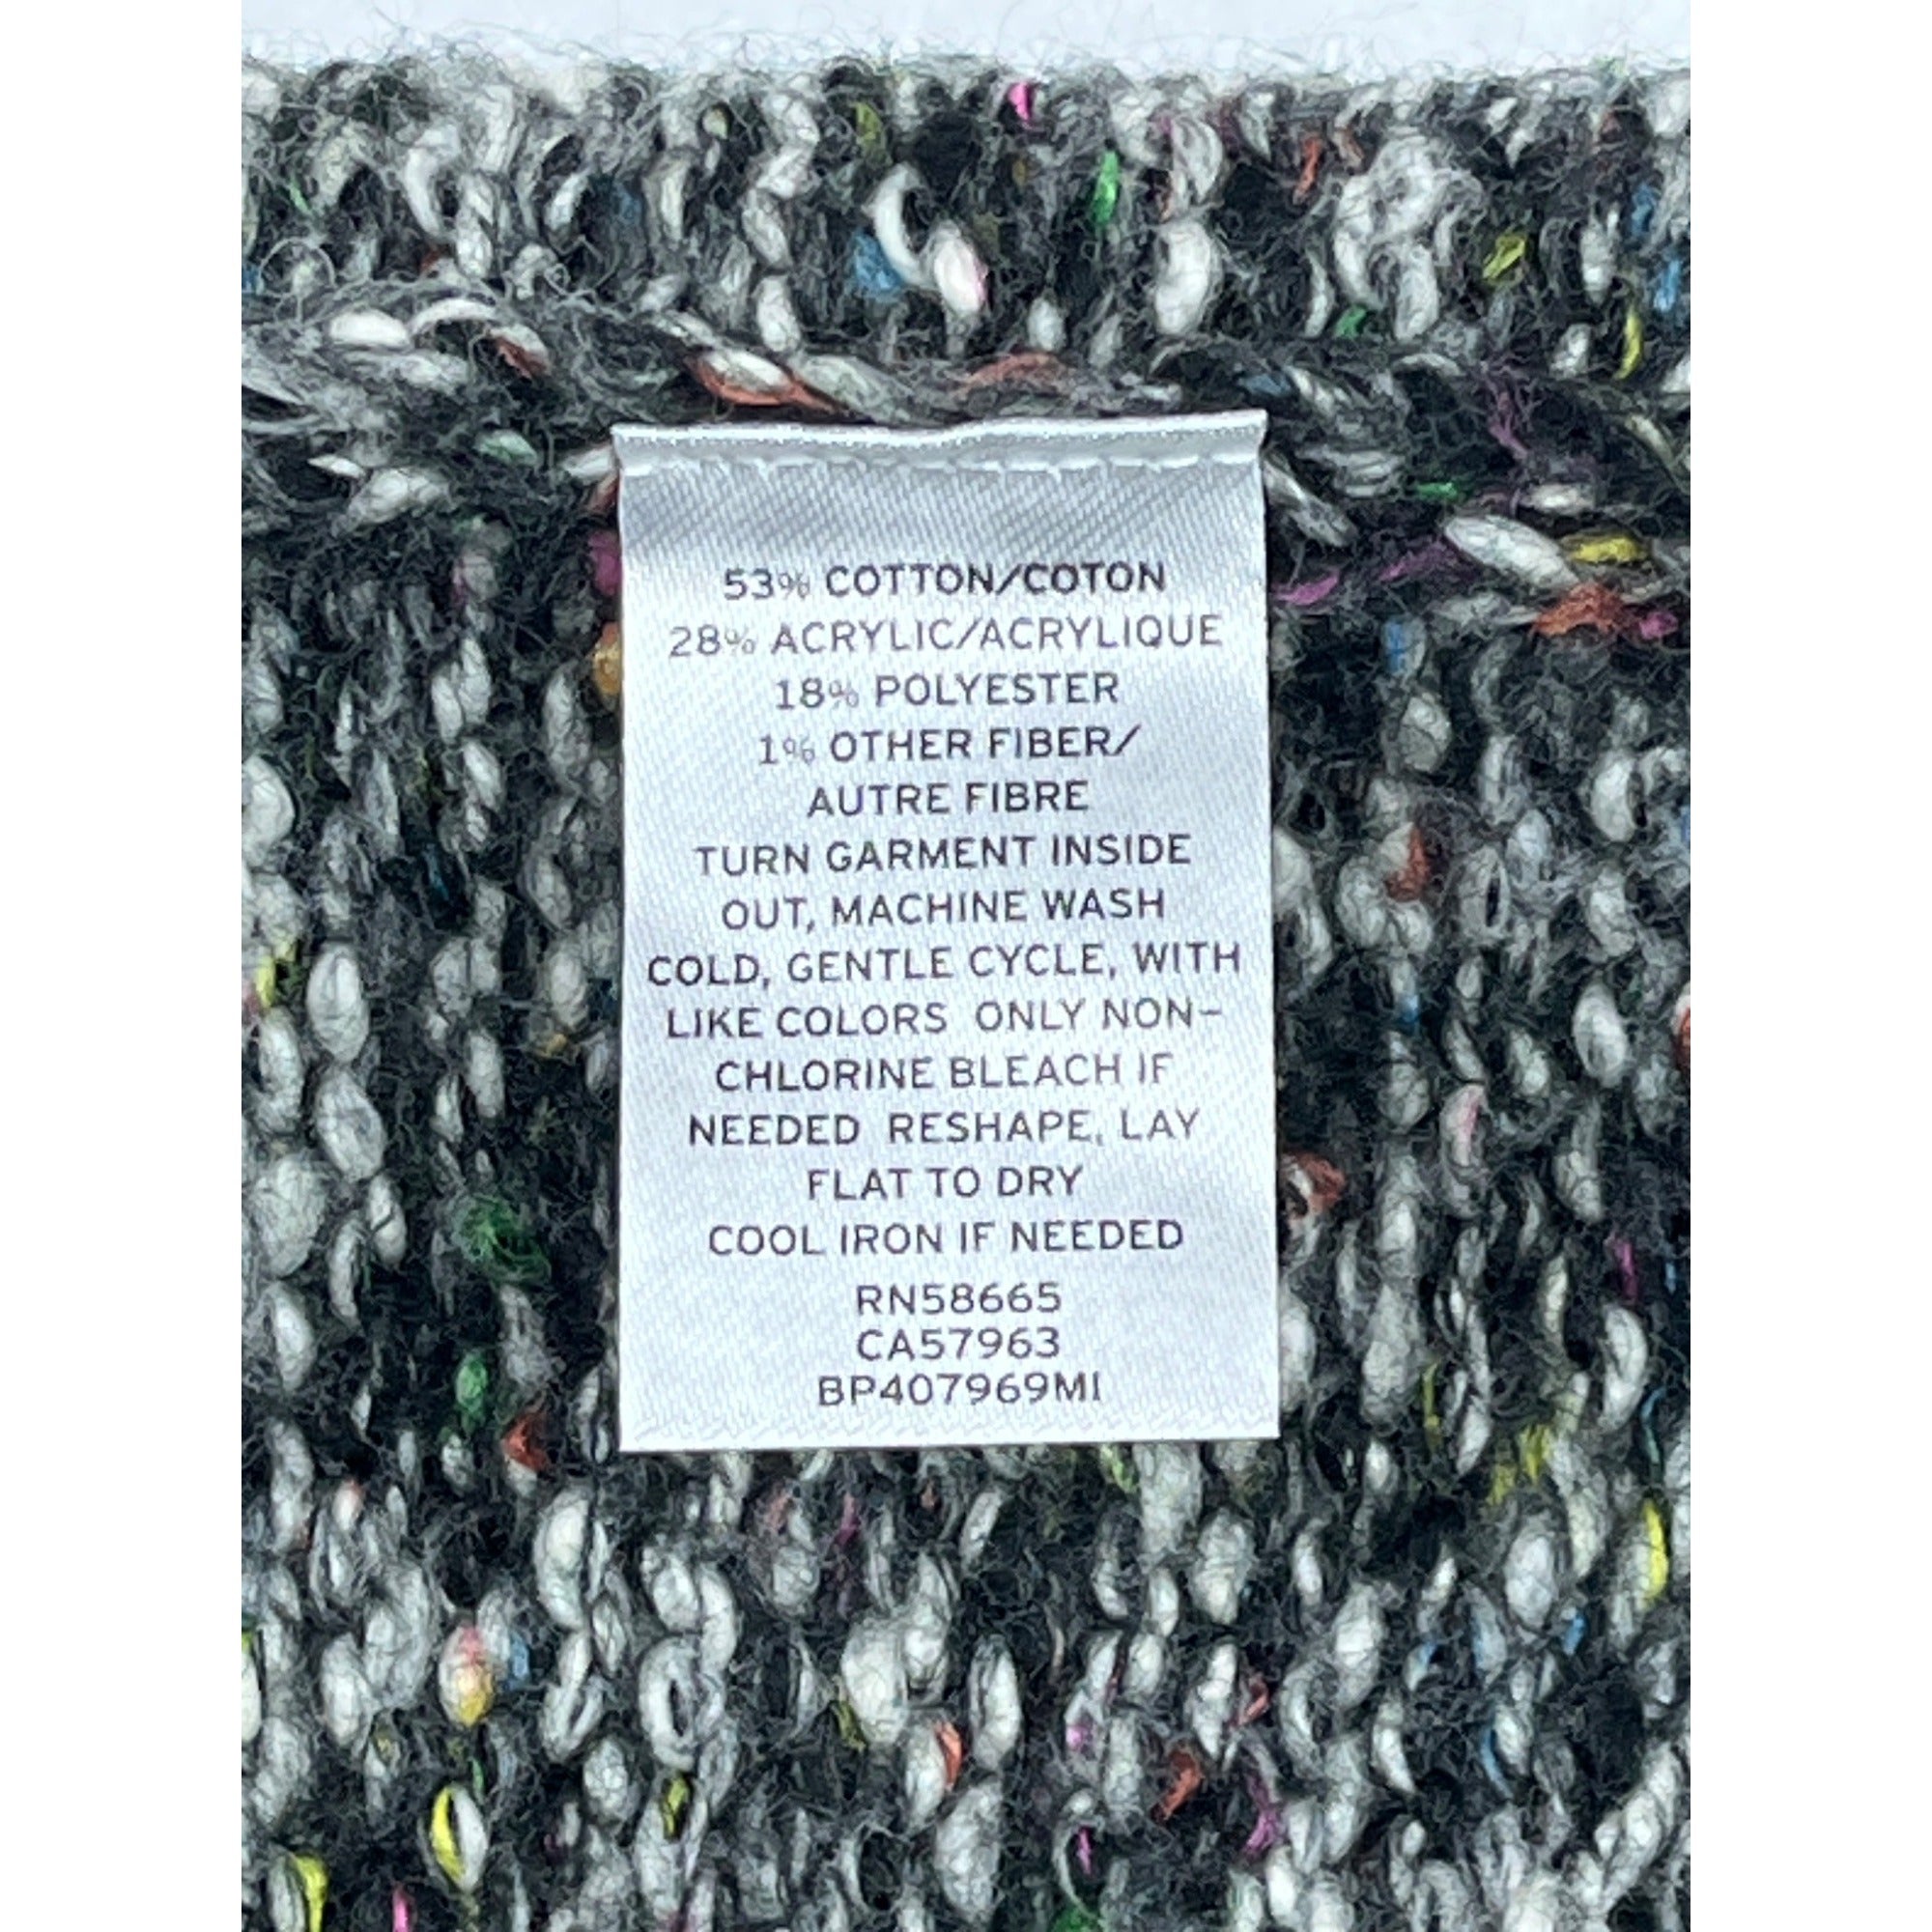 53% COTTON/COTON
28% ACRYLIC/ACRYLIQUE
18% POLYESTER
1% OTHER FIBER/
AUTRE FIBRE
TURN GARMENT INSIDE
OUT, MACHINE WASH
COLD, GENTLE CYCLE, WITH
LIKE COLORS ONLY NON-
CHLORINE BLEACH IF
NEEDED RESHAPE, LAY
FLAT TO DRY
COOL IRON IF NEEDED
RN58665
CA57963
BP407969MI